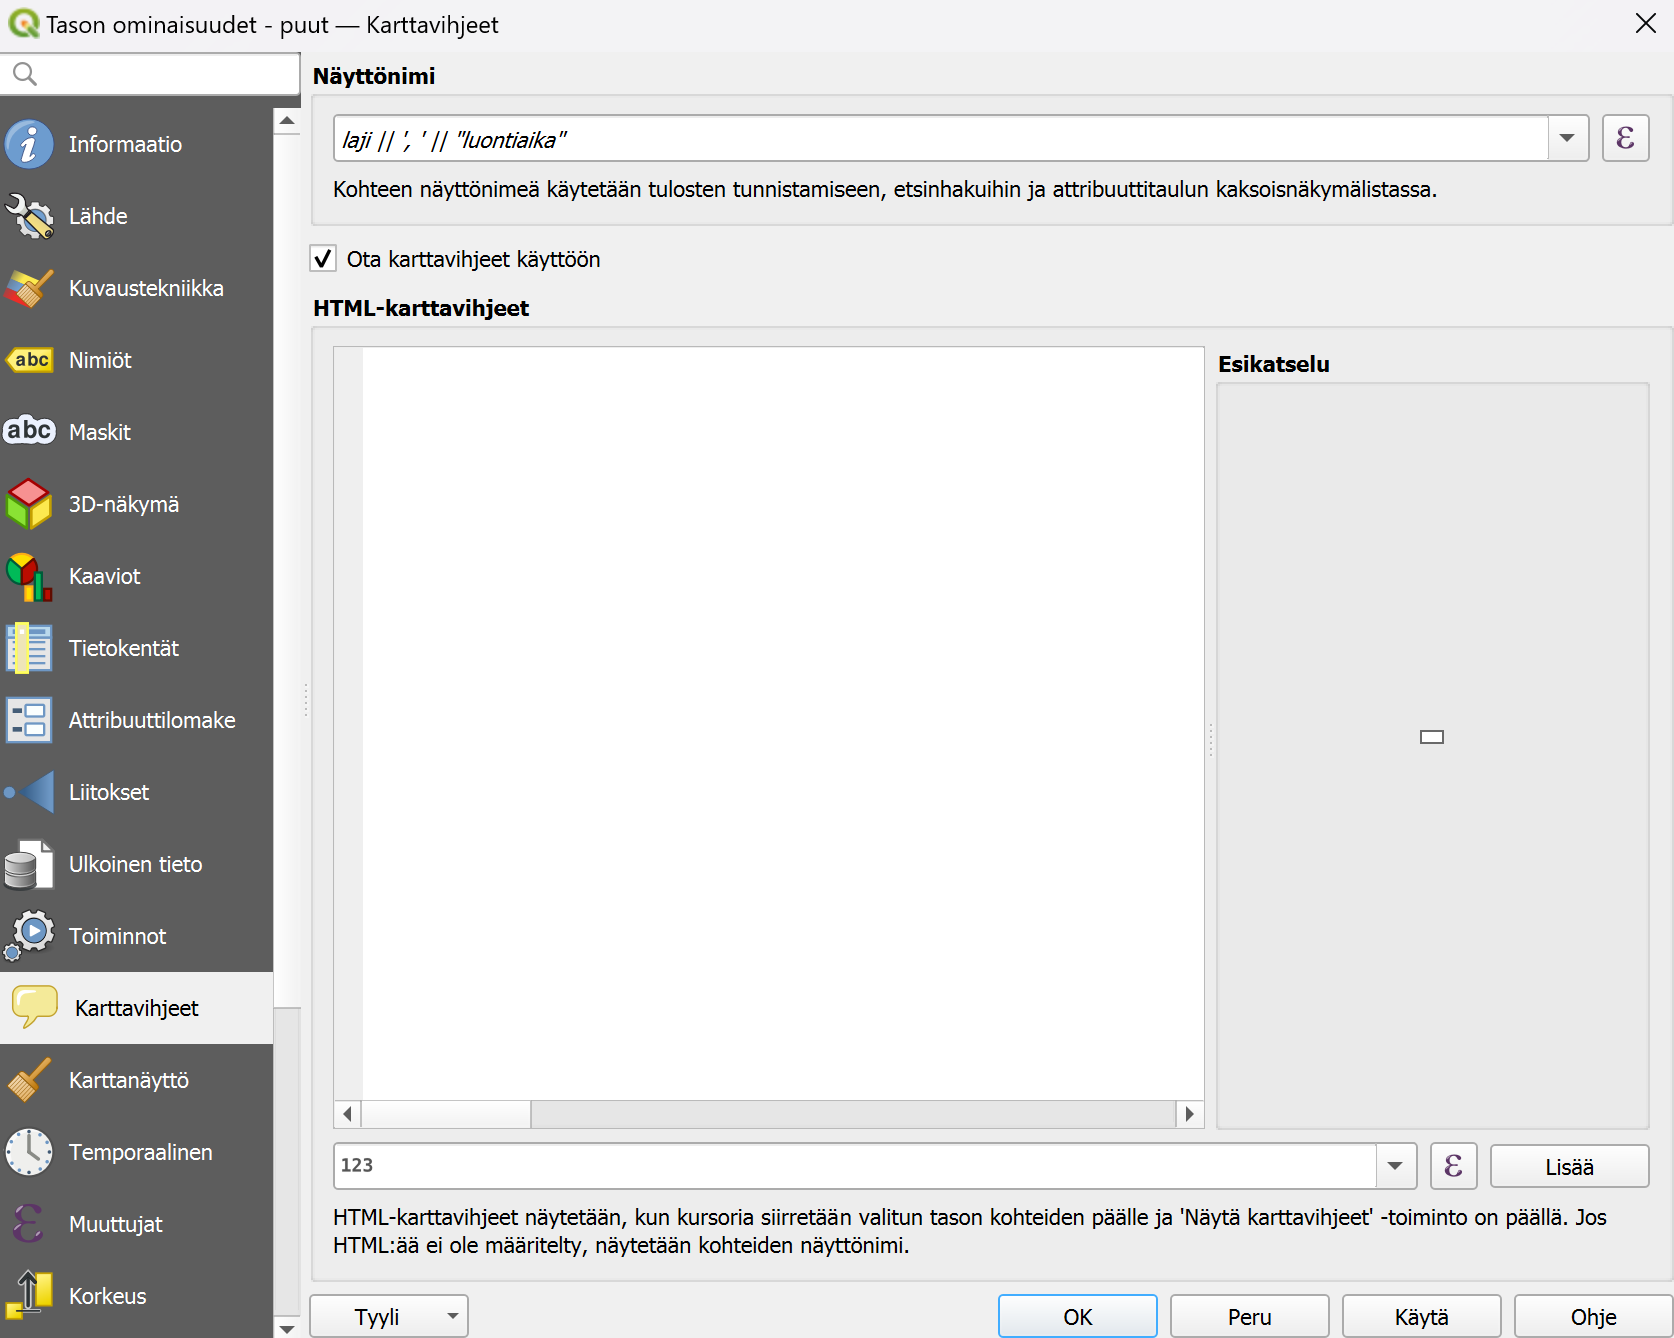 Tason ominaisuudet - puut — Karttavihjeet
Informaatio
Lähde
Kuvaustekniikka
abc Nimiöt
abc Maskit
3D-näkymä
Kaaviot
Tietokentät
Attribuuttilomake
Liitokset
Ulkoinen tieto
Toiminnot
Karttavihjeet
Karttanäyttö
Temporaalinen
ε Muuttujat
Korkeus
Näyttönimi
laji || ', ' || "luontiaika"
ε
Kohteen näyttönimeä käytetään tulosten tunnistamiseen, etsinhakuihin ja attribuuttitaulun kaksoisnäkymälistassa.
Ota karttavihjeet käyttöön
HTML-karttavihjeet
Esikatselu
123
ε
Lisää
HTML-karttavihjeet näytetään, kun kursoria siirretään valitun tason kohteiden päälle ja 'Näytä karttavihjeet' -toiminto on päällä. Jos
HTML:ää ei ole määritelty, näytetään kohteiden näyttönimi.
Tyyli
OK
Peru
Käytä
Ohje